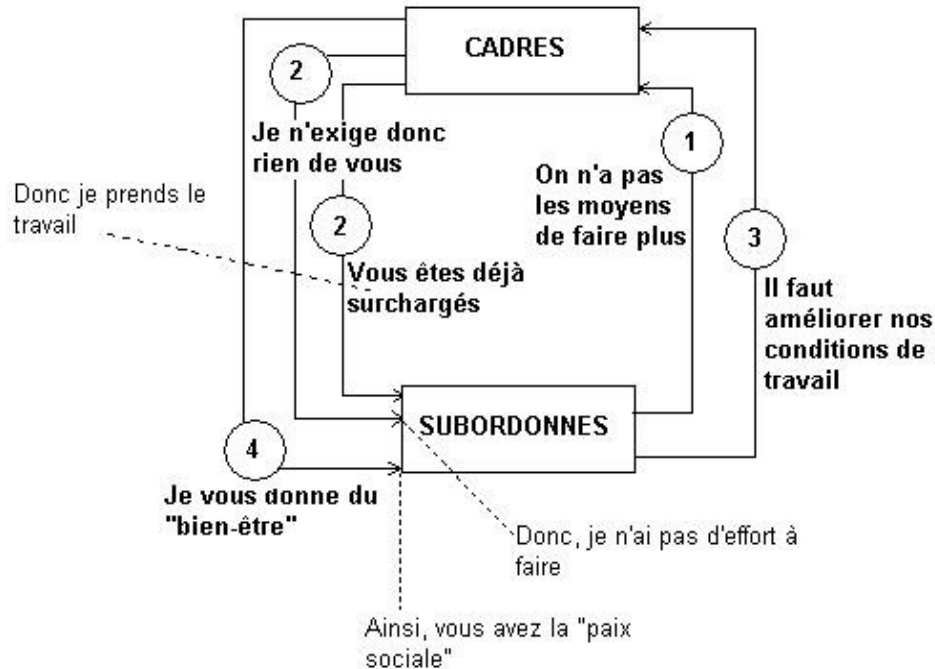 CADRES
2
Je n'exige donc
rien de vous
1
On n'a pas
les moyens
de faire plus
Donc je prends le
travail
2
3
Vous êtes déjà
surchargés
Il faut
améliorer nos
conditions de
travail
SUBORDONNES
4
Je vous donne du
"bien-être"
Donc, je n'ai pas d'effort à
faire
Ainsi, vous avez la "paix
sociale"